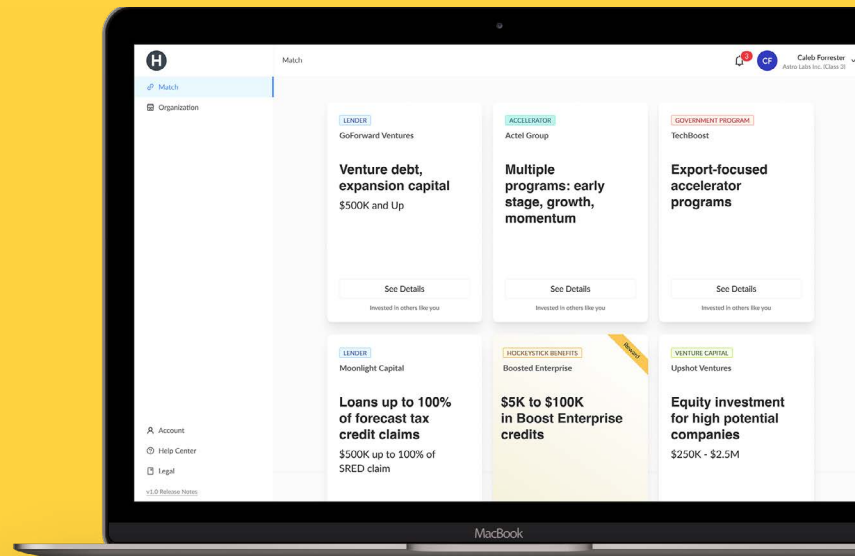 H
Match
3
CF
Caleb Forrester
Astro Labs Inc. (Class 3)
Match
Organization
LENDER
GoForward Ventures
Venture debt,
expansion capital
$500K and Up
See Details
Invested in others like you
ACCELERATOR
Actel Group
Multiple
programs: early
stage, growth,
momentum
See Details
Invested in others like you
GOVERNMENT PROGRAM
TechBoost
Export-focused
accelerator
programs
See Details
Invested in others like you
LENDER
Moonlight Capital
Loans up to 100%
of forecast tax
credit claims
$500K up to 100% of
SRED claim
HOCKEYSTICK BENEFITS
Reward
Boosted Enterprise
$5K to $100K
in Boost Enterprise
credits
VENTURE CAPITAL
Upshot Ventures
Equity investment
for high potential
companies
$250K - $2.5M
Account
Help Center
Legal
v1.0 Release Notes
MacBook